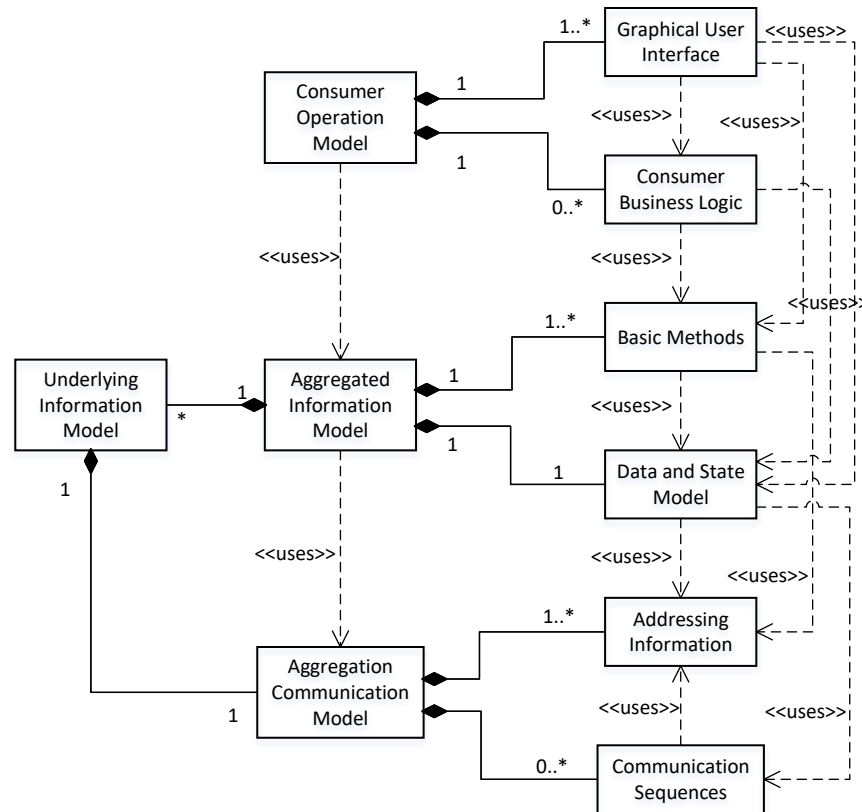 1..*
Graphical User
Interface
<<uses>>
1
Consumer
Operation
Model
<<uses>>
<<uses>>
1
0..*
Consumer
Business Logic
<<uses>>
<<uses>>
<<uses>>
1..*
Basic Methods
Underlying
Information
Model
*
1
Aggregated
Information
Model
1
<<uses>>
1
1
Data and State
Model
1
<<uses>>
<<uses>>
<<uses>>
1..*
Addressing
Information
Aggregation
Communication
Model
1
<<uses>>
<<uses>>
0..*
Communication
Sequences